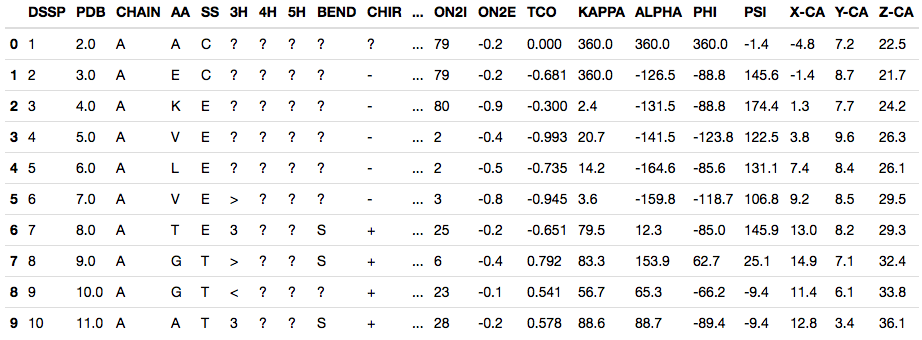 DSSP PDB CHAIN AA SS 3H 4H 5H BEND CHIR ... ON2I ON2E TCO KAPPA ALPHA PHI PSI X-CA Y-CA Z-CA
0 1 2.0 A A C ? ? ? ? ? ... 79 -0.2 0.000 360.0 360.0 360.0 -1.4 -4.8 7.2 22.5
1 2 3.0 A E C ? ? ? ? - ... 79 -0.2 -0.681 360.0 -126.5 -88.8 145.6 -1.4 8.7 21.7
2 3 4.0 A K E ? ? ? ? - ... 80 -0.9 -0.300 2.4 -131.5 -88.8 174.4 1.3 7.7 24.2
3 4 5.0 A V E ? ? ? ? - ... 2 -0.4 -0.993 20.7 -141.5 -123.8 122.5 3.8 9.6 26.3
4 5 6.0 A L E ? ? ? ? - ... 2 -0.5 -0.735 14.2 -164.6 -85.6 131.1 7.4 8.4 26.1
5 6 7.0 A V E > ? ? ? - ... 3 -0.8 -0.945 3.6 -159.8 -118.7 106.8 9.2 8.5 29.5
6 7 8.0 A T E 3 ? ? S + ... 25 -0.2 -0.651 79.5 12.3 -85.0 145.9 13.0 8.2 29.3
7 8 9.0 A G T > ? ? S + ... 6 -0.4 0.792 83.3 153.9 62.7 25.1 14.9 7.1 32.4
8 9 10.0 A G T < ? ? ? + ... 23 -0.1 0.541 56.7 65.3 -66.2 -9.4 11.4 6.1 33.8
9 10 11.0 A A T 3 ? ? S + ... 28 -0.2 0.578 88.6 88.7 -89.4 -9.4 12.8 3.4 36.1